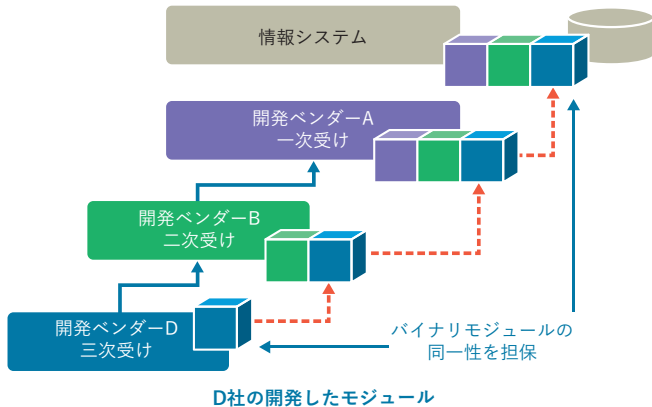 情報システム
開発ベンダーA
一次受け
開発ベンダーB
二次受け
開発ベンダーD
三次受け
バイナリモジュールの
同一性を担保
D社の開発したモジュール